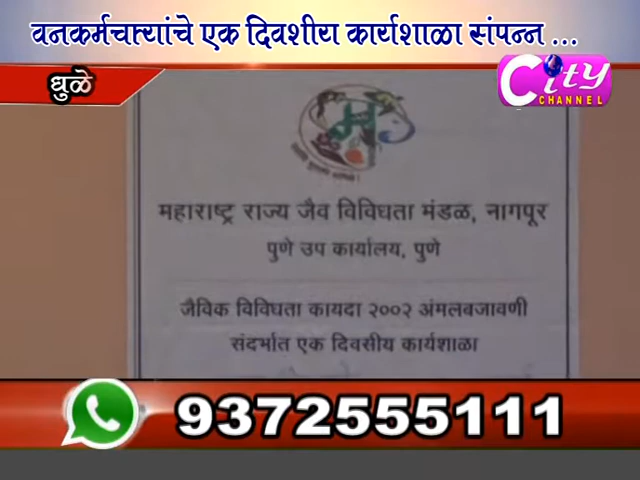 वनकर्मचाऱ्यांचे एक दिवशीय कार्यशाळा संपन्न ...
धुळे
City
CHANNEL
महाराष्ट्र राज्य जैव विविधता मंडळ, नागपूर
पुणे उप कार्यालय, पुणे
जैविक विविधता कायदा २००२ अंमलबजावणी
संदर्भात एक दिवसीय कार्यशाळा
9372555111